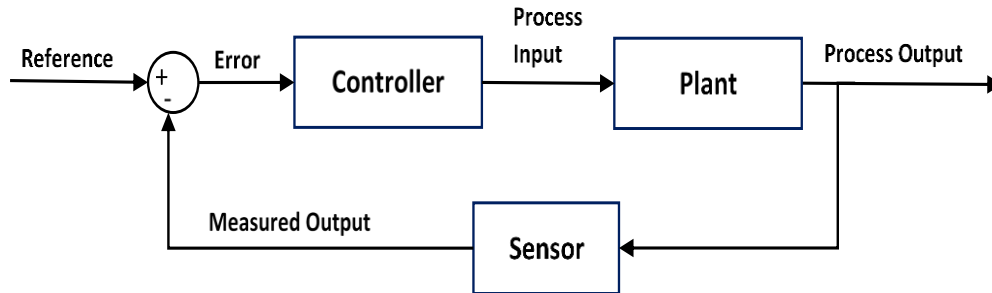 Process
Input
Reference
Error
Process Output
+
-
Controller
Plant
Measured Output
Sensor